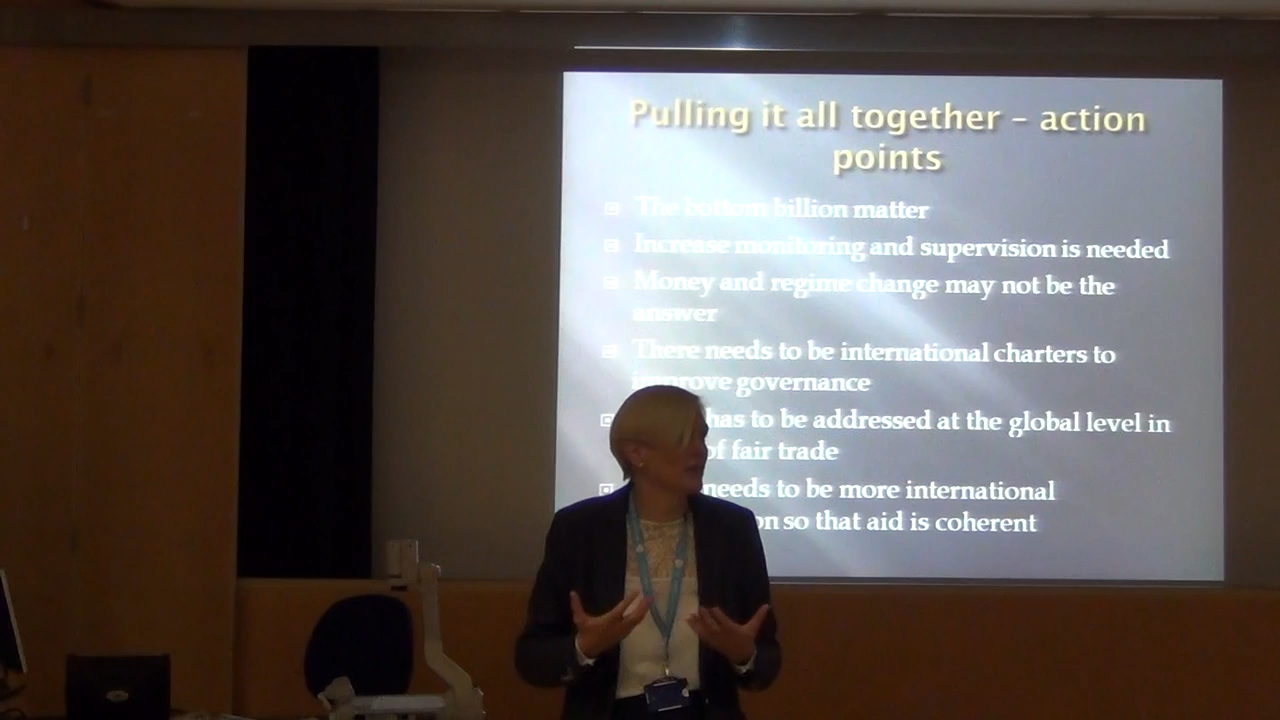 Pulling it all together – action
points
The bottom billion matter
Increase monitoring and supervision is needed
Money and regime change may not be the
answer
There needs to be international charters to
improve governance
has to be addressed at the global level in
of fair trade
needs to be more international
so that aid is coherent